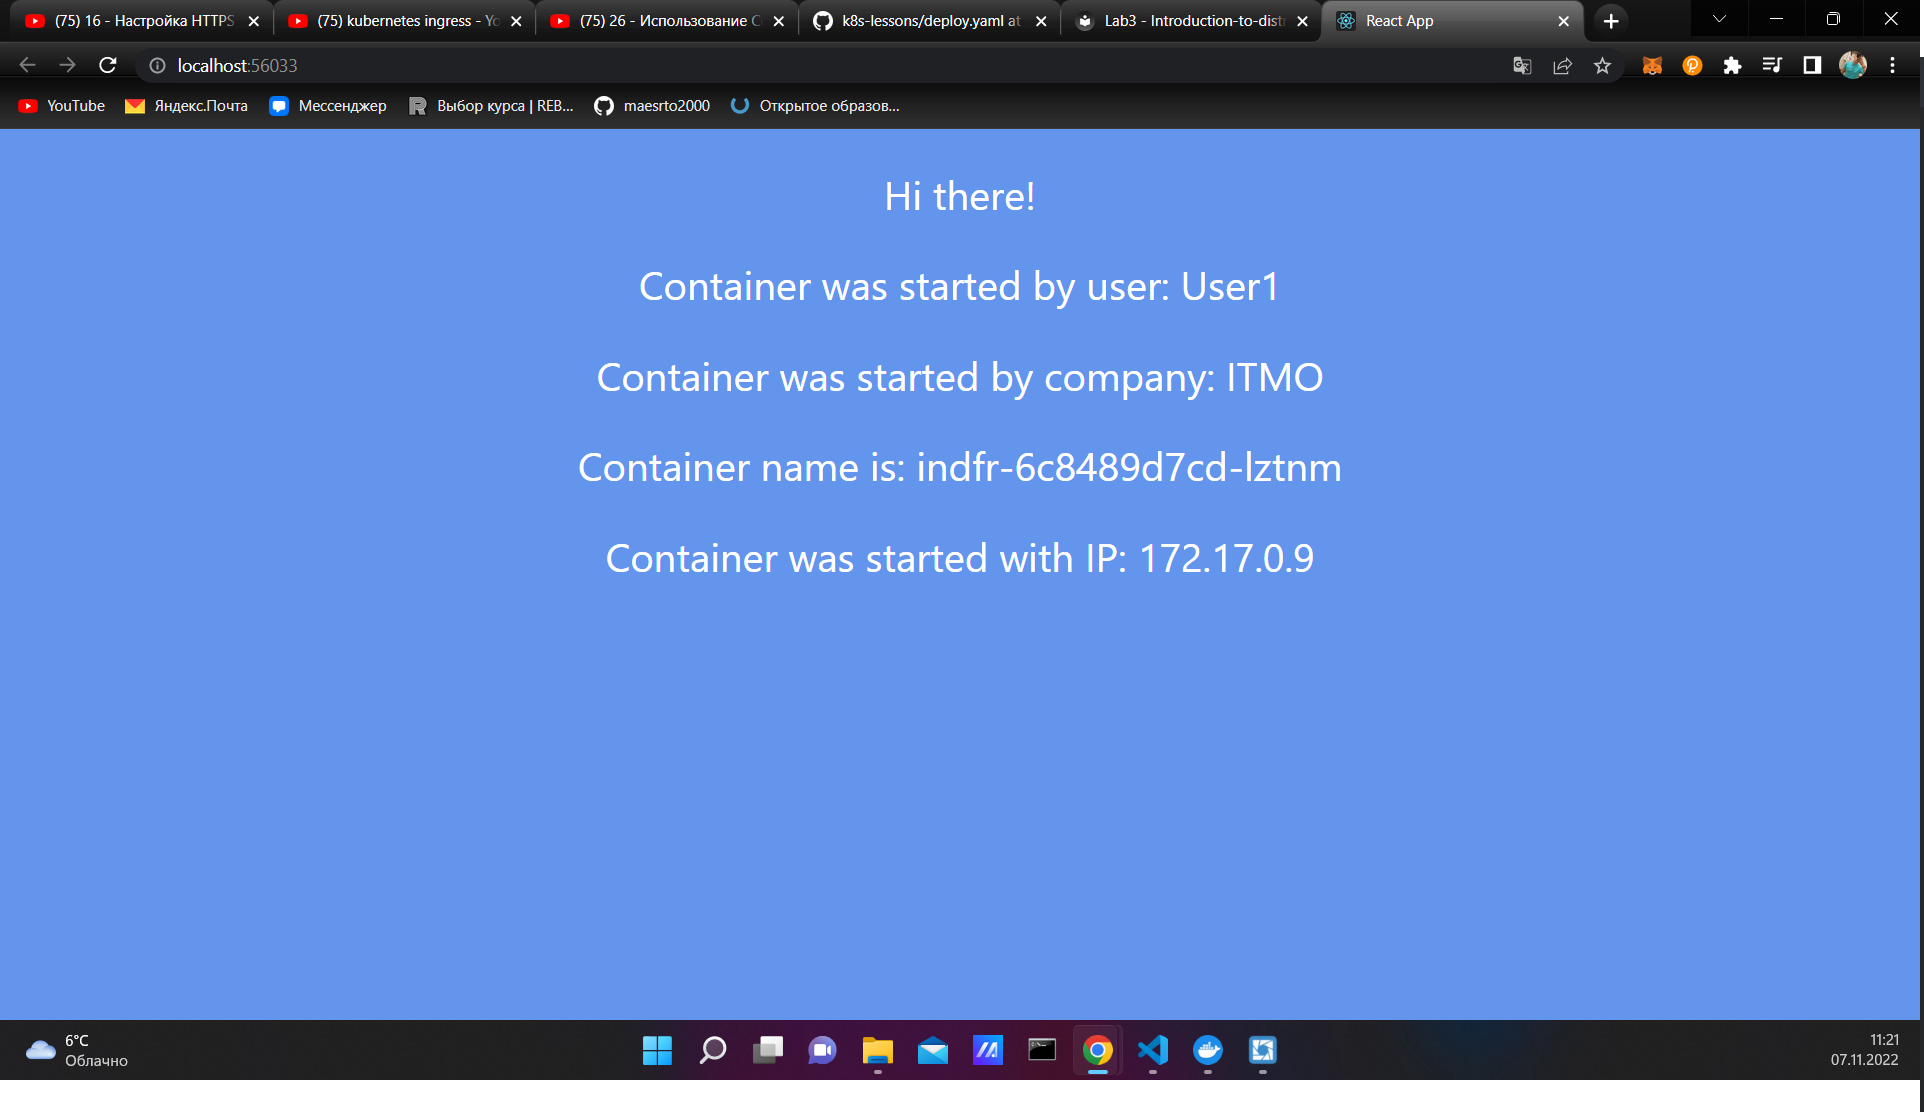 (75) 16 - Настройка HTTPS
(75) kubernetes ingress - Yo
(75) 26 - Использование C
k8s-lessons/deploy.yaml at
Lab3 - Introduction-to-dist
React App
localhost:56033
YouTube
Яндекс.Почта
Мессенджер
Выбор курса | REB...
maesrto2000
Открытое образов...
Hi there!
Container was started by user: User1
Container was started by company: ITMO
Container name is: indfr-6c8489d7cd-lztnm
Container was started with IP: 172.17.0.9
6°C
Облачно
11:21
07.11.2022